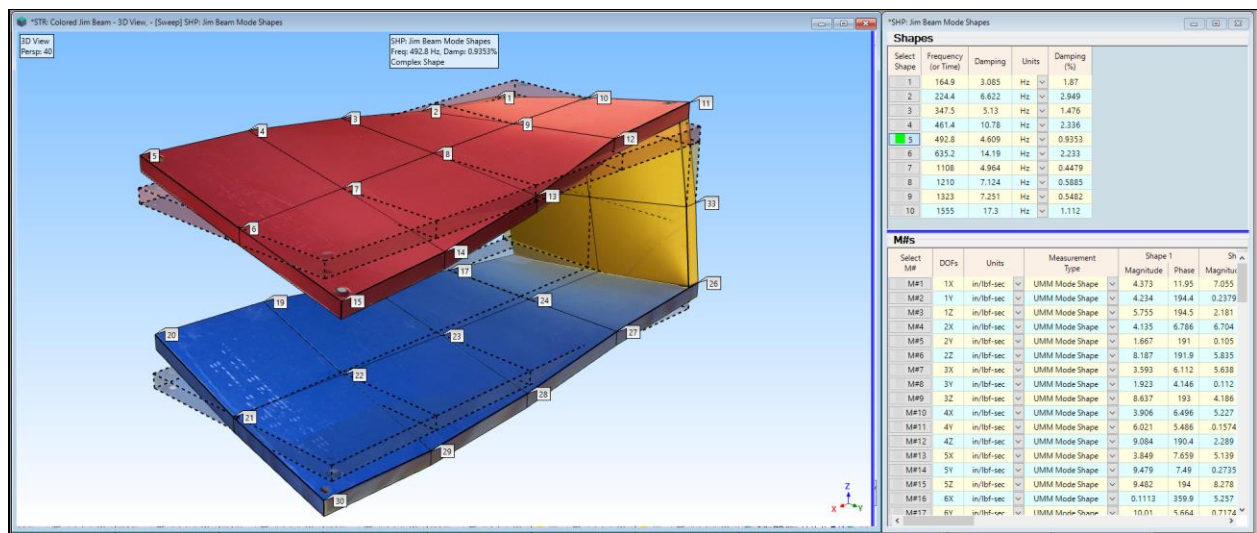 *STR: Colored Jim Beam - 3D View, - [Sweep] SHP: Jim Beam Mode Shapes
3D View
Persp: 40
SHP: Jim Beam Mode Shapes
Freq: 492.8 Hz, Damp: 0.9353%
Complex Shape
1
10
11
2
3
9
4
12
5
8
7
13
33
6
14
17
15
24
26
19
20
23
27
22
21
28
29
30
Z
X
Y
*SHP: Jim Beam Mode Shapes
Shapes
Select Shape Frequency (or Time) Damping Units Damping (%)
1 164.9 3.085 Hz 1.87
2 224.4 6.622 Hz 2.949
3 347.5 5.13 Hz 1.476
4 461.4 10.78 Hz 2.336
5 492.8 4.609 Hz 0.9353
6 635.2 14.19 Hz 2.233
7 1108 4.964 Hz 0.4479
8 1210 7.124 Hz 0.5885
9 1323 7.251 Hz 0.5482
10 1555 17.3 Hz 1.112
M#s
Select M# DOFs Units Measurement Type Shape 1 Magnitude Phase Sh Magnituc
M#1 1X in/lbf-sec UMM Mode Shape 4.373 11.95 7.055
M#2 1Y in/lbf-sec UMM Mode Shape 4.234 194.4 0.2379
M#3 1Z in/lbf-sec UMM Mode Shape 5.755 194.5 2.181
M#4 2X in/lbf-sec UMM Mode Shape 4.135 6.786 6.704
M#5 2Y in/lbf-sec UMM Mode Shape 1.667 191 0.105
M#6 2Z in/lbf-sec UMM Mode Shape 8.187 191.9 5.835
M#7 3X in/lbf-sec UMM Mode Shape 3.593 6.112 5.638
M#8 3Y in/lbf-sec UMM Mode Shape 1.923 4.146 0.112
M#9 3Z in/lbf-sec UMM Mode Shape 8.637 193 4.186
M#10 4X in/lbf-sec UMM Mode Shape 3.906 6.496 5.227
M#11 4Y in/lbf-sec UMM Mode Shape 6.021 5.486 0.1574
M#12 4Z in/lbf-sec UMM Mode Shape 9.084 190.4 2.289
M#13 5X in/lbf-sec UMM Mode Shape 3.849 7.659 5.139
M#14 5Y in/lbf-sec UMM Mode Shape 9.479 7.49 0.2735
M#15 5Z in/lbf-sec UMM Mode Shape 9.482 194 8.278
M#16 6X in/lbf-sec UMM Mode Shape 0.1113 359.9 5.257
M#17 6Y in/lbf-sec UMM Mode Shape 10.01 5.664 0.7174